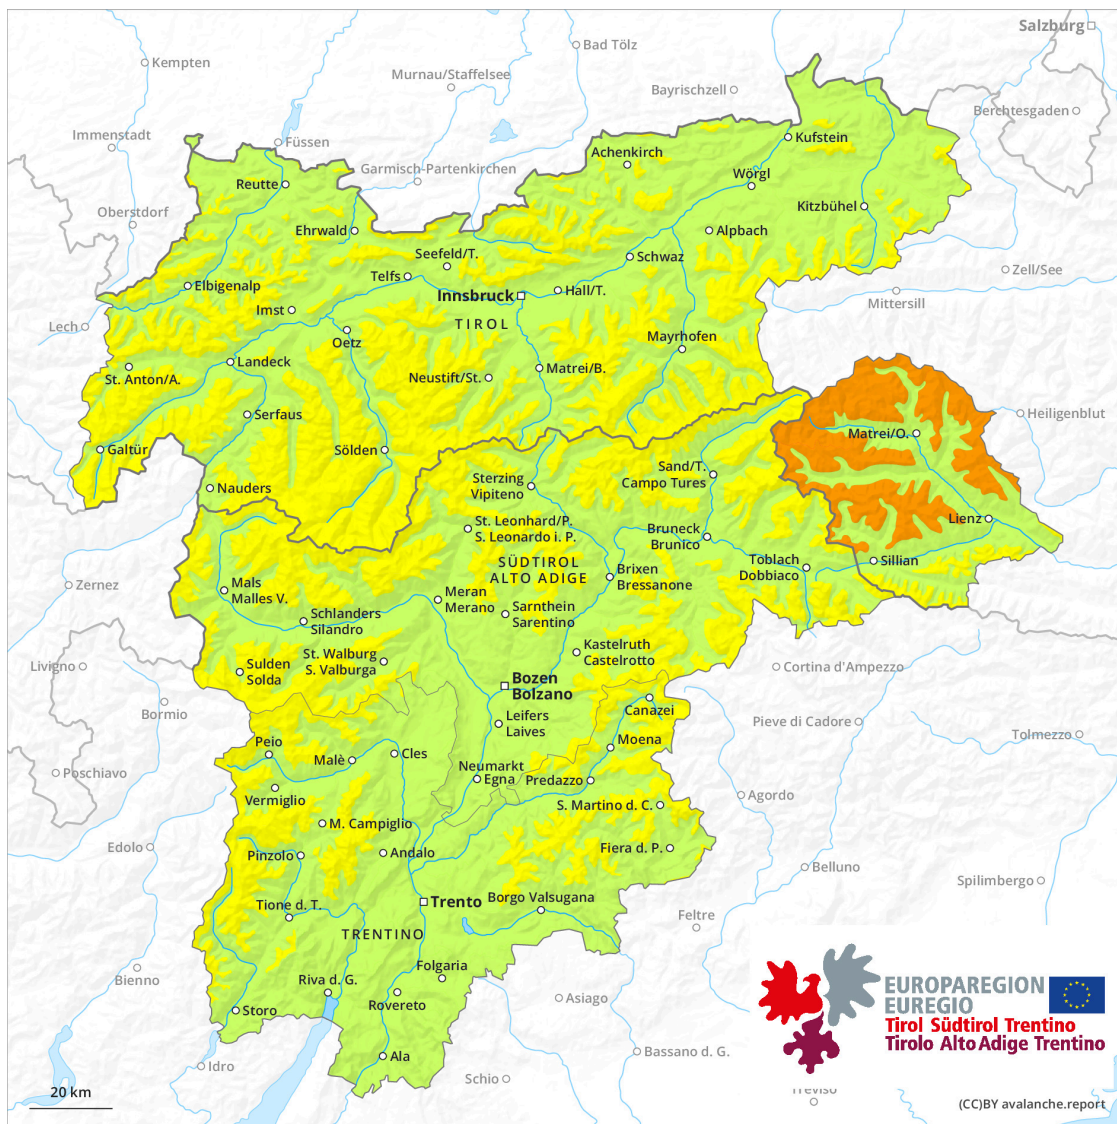 Salzburg
Bad Tölz
Kempten
Murnau/Staffelsee
Bayrischzell
Berchtesgaden
Immenstadt
Füssen
Kufstein
Achenkirch
Garmisch-Partenkirchen
Wörgl
Reutte
Oberstdorf
Kitzbühel
Ehrwald
Alpbach
Seefeld/T.
Schwaz
Telfs
Zell/See
Elbigenalp
Innsbruck
Hall/T.
Mittersill
Imst
TIROL
Lech
Oetz
Mayrhofen
Landeck
Matrei/B.
St. Anton/A.
Neustift/St.
Serfaus
Heiligenblut
Matrei/O.
Galtür
Sölden
Sand/T.
Campo Tures
Sterzing
Vipiteno
Nauders
Lienz
St. Leonhard/P.
S. Leonardo i. P.
Bruneck
Brunico
SÜDTIROL
ALTO ADIGE
Toblach
Dobbiaco
Sillian
Brixen
Bressanone
Zernez
Mals
Malles V.
Meran
Merano
Sarnthein
Sarentino
Schlanders
Silandro
Kastelruth
Castelrotto
St. Walburg
S. Valburga
Livigno
Sulden
Solda
Cortina d'Ampezzo
Bozen
Bolzano
Canazei
Bormio
Leifers
Laives
Pieve di Cadore
Tolmezzo
Moena
Peio
Cles
Malè
Poschiavo
Neumarkt
Egna
Predazzo
Vermiglio
Agordo
S. Martino d. C.
M. Campiglio
Edolo
Fiera d. P.
Pinzolo
Andalo
Belluno
Spilimbergo
Borgo Valsugana
Trento
Tione d. T.
Feltre
TRENTINO
Folgaria
Bienno
Riva d. G.
Rovereto
Asiago
Storo
EUROPAREGION
EUREGIO
Tirol Südtirol Trentino
Tirolo Alto Adige Trentino
Ala
Bassano d. G.
Idro
Schio
Treviso
20 km
(CC)BY avalanche.report